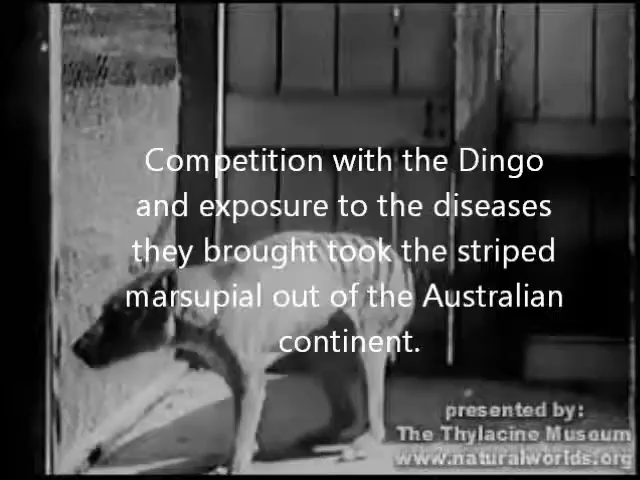 Competition with the Dingo
and exposure to the diseases
they brought took the striped
marsupial out of the Australian
continent.
presented by:
The Thylacine Museum
www.naturalworlds.org